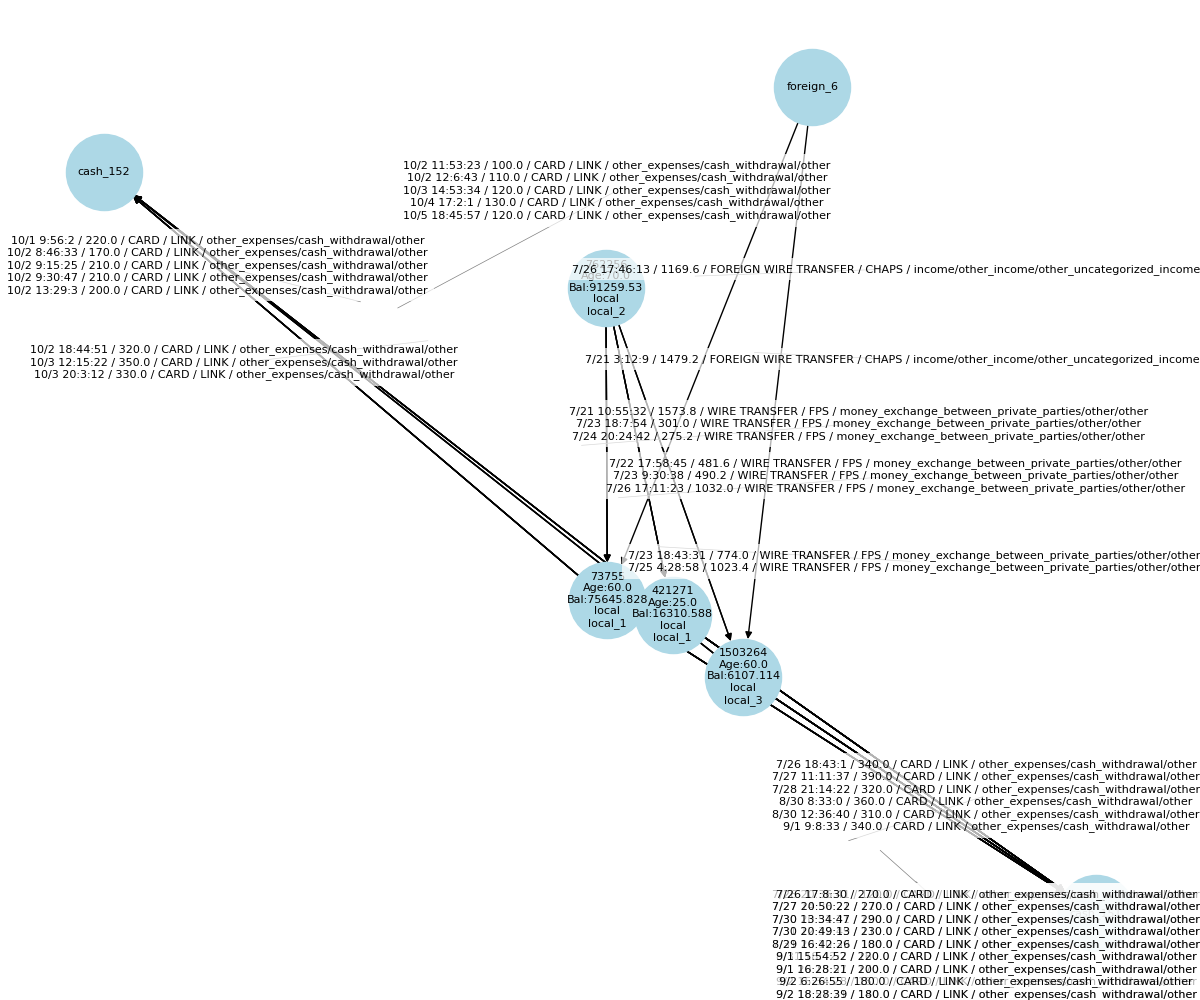 foreign_6
cash_152
10/2 11:53:23 / 100.0 / CARD / LINK / other_expenses/cash_withdrawal/other
10/2 12:6:43 / 110.0 / CARD / LINK / other_expenses/cash_withdrawal/other
10/3 14:53:34 / 120.0 / CARD / LINK / other_expenses/cash_withdrawal/other
10/4 17:2:1 / 130.0 / CARD / LINK / other_expenses/cash_withdrawal/other
10/5 18:45:57 / 120.0 / CARD / LINK / other_expenses/cash_withdrawal/other
10/1 9:56:2 / 220.0 / CARD / LINK / other_expenses/cash_withdrawal/other
10/2 8:46:33 / 170.0 / CARD / LINK / other_expenses/cash_withdrawal/other
10/2 9:15:25 / 210.0 / CARD / LINK / other_expenses/cash_withdrawal/other
10/2 9:30:47 / 210.0 / CARD / LINK / other_expenses/cash_withdrawal/other
10/2 13:29:3 / 200.0 / CARD / LINK / other_expenses/cash_withdrawal/other
Age:70.0
Bal:91259.53
local
local_2
7/26 17:46:13 / 1169.6 / FOREIGN WIRE TRANSFER / CHAPS / income/other_income/other_uncategorized_income
10/2 18:44:51 / 320.0 / CARD / LINK / other_expenses/cash_withdrawal/other
10/3 12:15:22 / 350.0 / CARD / LINK / other_expenses/cash_withdrawal/other
10/3 20:3:12 / 330.0 / CARD / LINK / other_expenses/cash_withdrawal/other
7/21 3:12:9 / 1479.2 / FOREIGN WIRE TRANSFER / CHAPS / income/other_income/other_uncategorized_income
7/21 10:55:32 / 1573.8 / WIRE TRANSFER / FPS / money_exchange_between_private_parties/other/other
7/23 18:7:54 / 301.0 / WIRE TRANSFER / FPS / money_exchange_between_private_parties/other/other
7/24 20:24:42 / 275.2 / WIRE TRANSFER / FPS / money_exchange_between_private_parties/other/other
7/22 17:58:45 / 481.6 / WIRE TRANSFER / FPS / money_exchange_between_private_parties/other/other
7/23 9:30:38 / 490.2 / WIRE TRANSFER / FPS / money_exchange_between_private_parties/other/other
7/26 17:11:23 / 1032.0 / WIRE TRANSFER / FPS / money_exchange_between_private_parties/other/other
7/23 18:43:31 / 774.0 / WIRE TRANSFER / FPS / money_exchange_between_private_parties/other/other
7/25 4:28:58 / 1023.4 / WIRE TRANSFER / FPS / money_exchange_between_private_parties/other/other
73755
Age:60.0
Bal:75645.828
local
local_1
421271
Age:25.0
Bal:16310.588
local
local_1
1503264
Age:60.0
Bal:6107.114
local
local_3
7/26 18:43:1 / 340.0 / CARD / LINK / other_expenses/cash_withdrawal/other
7/27 11:11:37 / 390.0 / CARD / LINK / other_expenses/cash_withdrawal/other
7/28 21:14:22 / 320.0 / CARD / LINK / other_expenses/cash_withdrawal/other
8/30 8:33:0 / 360.0 / CARD / LINK / other_expenses/cash_withdrawal/other
8/30 12:36:40 / 310.0 / CARD / LINK / other_expenses/cash_withdrawal/other
9/1 9:8:33 / 340.0 / CARD / LINK / other_expenses/cash_withdrawal/other
7/26 17:8:30 / 270.0 / CARD / LINK / other_expenses/cash_withdrawal/other
7/27 20:50:22 / 270.0 / CARD / LINK / other_expenses/cash_withdrawal/other
7/30 13:34:47 / 290.0 / CARD / LINK / other_expenses/cash_withdrawal/other
7/30 20:49:13 / 230.0 / CARD / LINK / other_expenses/cash_withdrawal/other
8/29 16:42:26 / 180.0 / CARD / LINK / other_expenses/cash_withdrawal/other
9/1 15:54:52 / 220.0 / CARD / LINK / other_expenses/cash_withdrawal/other
9/1 16:28:21 / 200.0 / CARD / LINK / other_expenses/cash_withdrawal/other
9/2 6:26:55 / 180.0 / CARD / LINK / other_expenses/cash_withdrawal/other
9/2 18:28:39 / 180.0 / CARD / LINK / other_expenses/cash_withdrawal/other